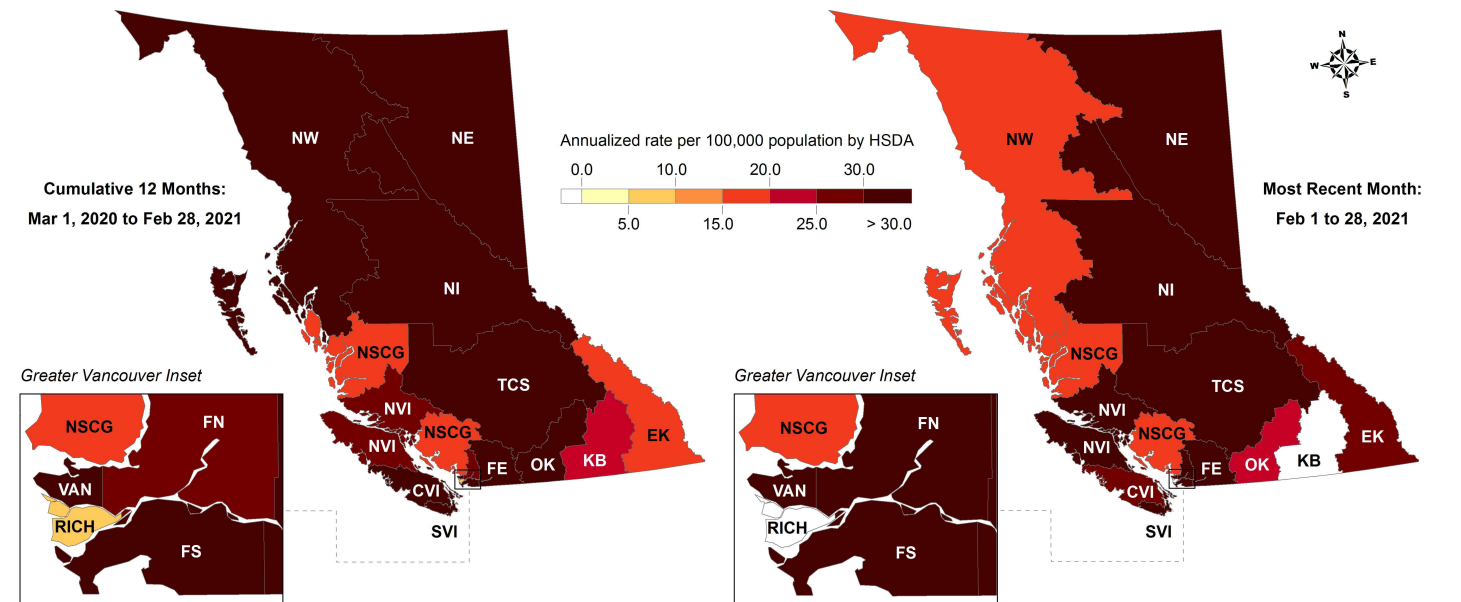 NW
NE
Cumulative 12 Months:
Mar 1, 2020 to Feb 28, 2021
NI
NSCG
TCS
NVI
NSCG
NVI
EK
FE
OK
KB
CVI
SVI
Greater Vancouver Inset
NSCG
FN
VAN
RICH
FS
Annualized rate per 100,000 population by HSDA
0.0 10.0 20.0 30.0
5.0 15.0 25.0 > 30.0
N
W E
S
NW
NE
Most Recent Month:
Feb 1 to 28, 2021
NI
NSCG
TCS
NVI
NSCG
NVI
EK
FE
OK
KB
CVI
SVI
Greater Vancouver Inset
NSCG
FN
VAN
RICH
FS